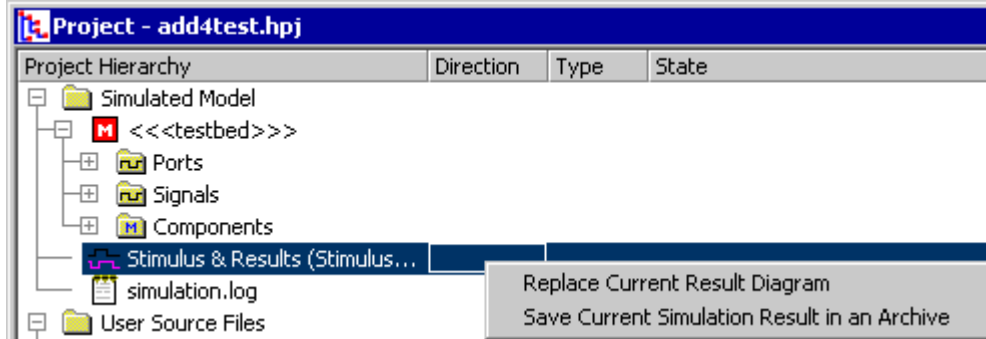 Project - add4test.hpj
Project Hierarchy Direction Type State
Simulated Model
M <<<testbed>>>
Ports
Signals
M Components
Stimulus & Results (Stimulus...
Replace Current Result Diagram
simulation.log
Save Current Simulation Result in an Archive
User Source Files